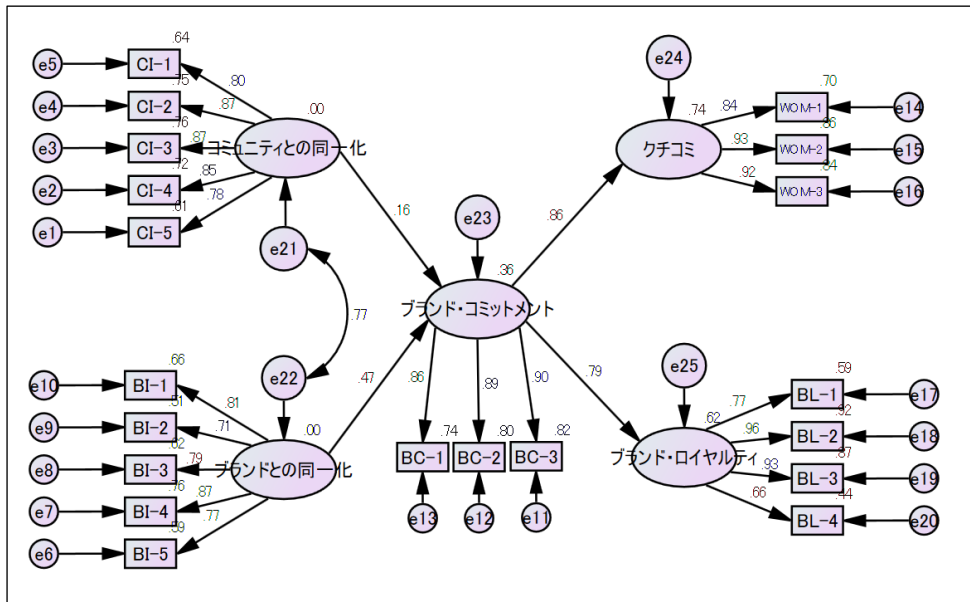 e5
CI-1
.64
.80
e4
CI-2
.75
.87
e3
CI-3
.76
.87
e2
CI-4
.72
.85
e1
CI-5
.61
.78
.00
コミュニティとの同一化
e21
.77
e22
e10
BI-1
.66
.81
e9
BI-2
.51
.71
e8
BI-3
.62
.79
e7
BI-4
.76
.87
e6
BI-5
.59
.77
.00
ブランドとの同一化
.16
.47
e23
.36
ブランド・コミットメント
.86
.89
.90
.74
BC-1
.80
BC-2
.82
BC-3
e13
e12
e11
.86
.79
e24
.74
クチコミ
.84
.93
.92
.70
WOM-1
e14
.86
WOM-2
e15
.84
WOM-3
e16
e25
.62
ブランド・ロイヤルティ
.77
.96
.93
.66
.59
BL-1
e17
.92
BL-2
e18
.87
BL-3
e19
.44
BL-4
e20